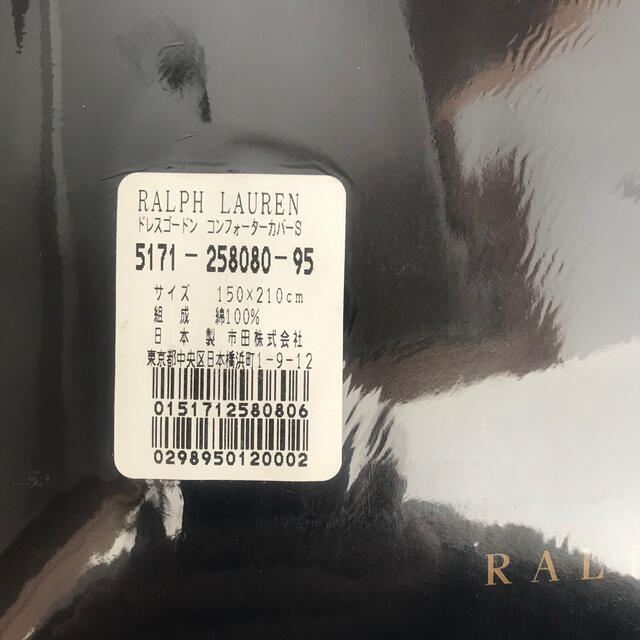 RALPH LAUREN
ドレスゴードン コンフォーターカバーS
5171-258080-95
サイズ 150×210cm
組成 綿100%
日本製 市田株式会社
東京都中央区日本橋浜町1-9-12
0151712580806
0298950120002
RAL